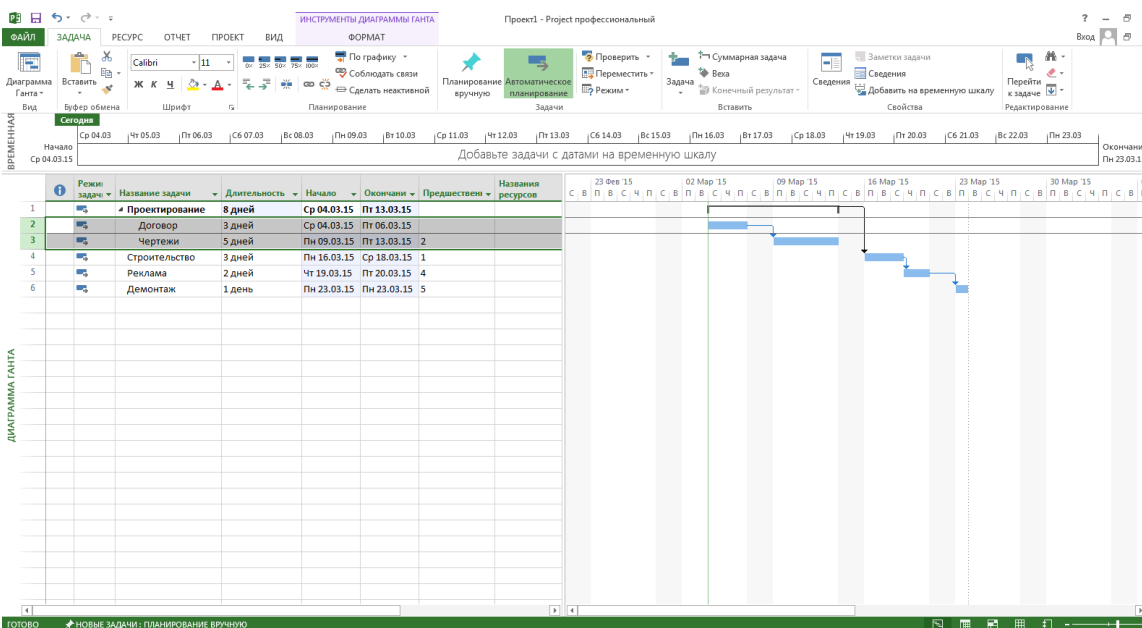 ИНСТРУМЕНТЫ ДИАГРАММЫ ГАНТА
Проект1 - Project профессиональный
ФАЙЛ ЗАДАЧА РЕСУРС ОТЧЕТ ПРОЕКТ ВИД ФОРМАТ Вход
Диаграмма Ганта
Вид
Вставить
Буфер обмена
Calibri 11
Ж К Ч
Шрифт
0% 25% 50% 75% 100%
По графику
Соблюдать связи
Сделать неактивной
Планирование
Планирование вручную
Автоматическое планирование
Проверить
Переместить
Режим
Задачи
Задача
Суммарная задача
Веха
Конечный результат
Вставить
Сведения
Заметки задачи
Сведения
Добавить на временную шкалу
Свойства
Перейти к задаче
Редактирование
ВРЕМЕННАЯ
Сегодня
Ср 04.03 Чт 05.03 Пт 06.03 Сб 07.03 Вс 08.03 Пн 09.03 Вт 10.03 Ср 11.03 Чт 12.03 Пт 13.03 Сб 14.03 Вс 15.03 Пн 16.03 Вт 17.03 Ср 18.03 Чт 19.03 Пт 20.03 Сб 21.03 Вс 22.03 Пн 23.03
Начало
Ср 04.03.15
Добавьте задачи с датами на временную шкалу
Окончани
Пн 23.03.1
Режи задач Название задачи Длительность Начало Окончани Предшествени Названия ресурсов
1 Проектирование 8 дней Ср 04.03.15 Пт 13.03.15
2 Договор 3 дней Ср 04.03.15 Пт 06.03.15
3 Чертежи 5 дней Пн 09.03.15 Пт 13.03.15 2
4 Строительство 3 дней Пн 16.03.15 Ср 18.03.15 1
5 Реклама 2 дней Чт 19.03.15 Пт 20.03.15 4
6 Демонтаж 1 день Пн 23.03.15 Пн 23.03.15 5
23 Фев '15 02 Мар '15 09 Мар '15 16 Мар '15 23 Мар '15 30 Мар '15
С В П В С Ч П С В П В С Ч П С В П В С Ч П С В П В С Ч П С В П В С Ч П С В П В С Ч П С В
ДИАГРАММА ГАНТА
ГОТОВО НОВЫЕ ЗАДАЧИ : ПЛАНИРОВАНИЕ ВРУЧНУЮ